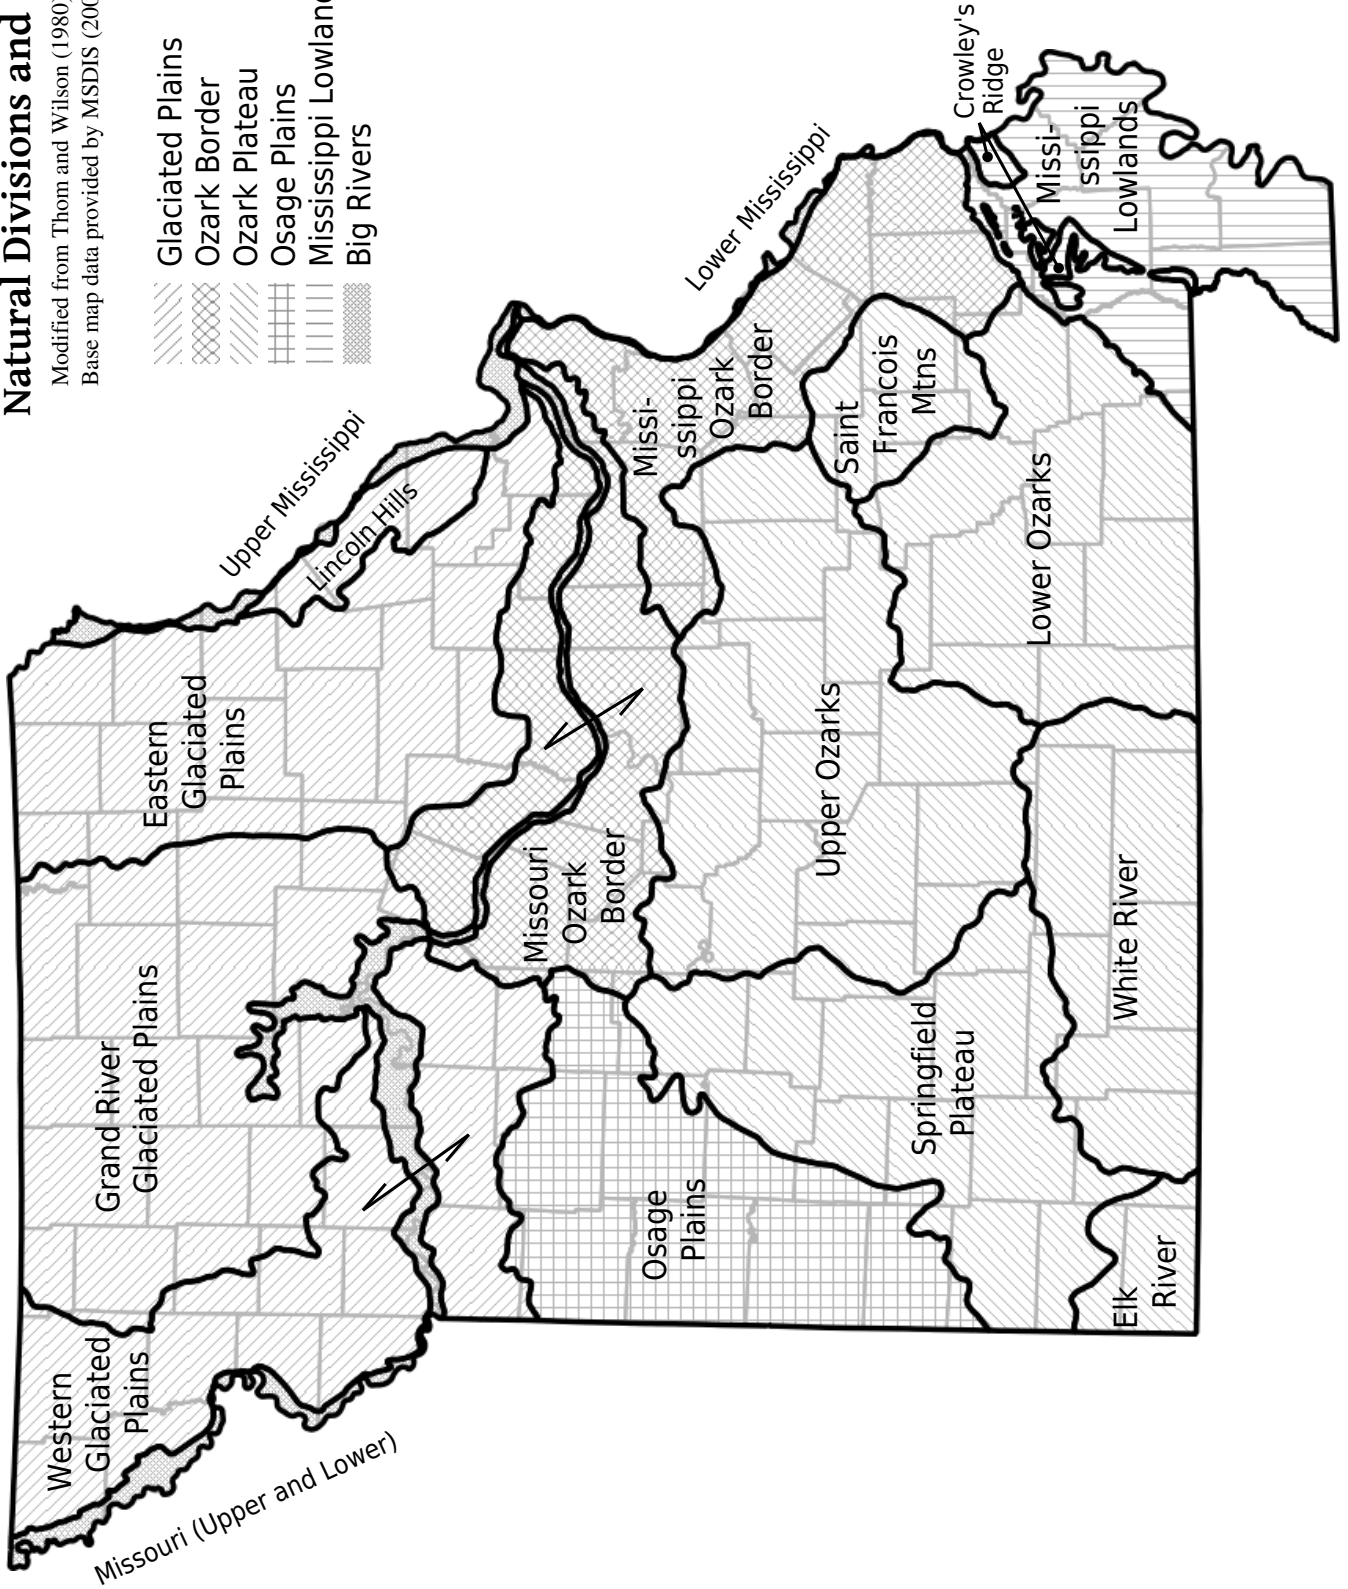 Natural Divisions and
Modified from Thom and Wilson (1980)
Base map data provided by MSDIS (200
Glaciated Plains
Ozark Border
Ozark Plateau
Osage Plains
Mississippi Lowlan
Big Rivers
Western
Glaciated
Plains
Grand River
Glaciated Plains
Eastern
Glaciated
Plains
Upper Mississippi
Lincoln Hills
Missouri (Upper and Lower)
Missouri
Ozark
Border
Missi-
ssippi
Ozark
Border
Lower Mississippi
Osage
Plains
Upper Ozarks
Saint
Francois
Mtns
Springfield
Plateau
Lower Ozarks
Crowley's
Ridge
Missi-
ssippi
Lowlands
Elk
River
White River